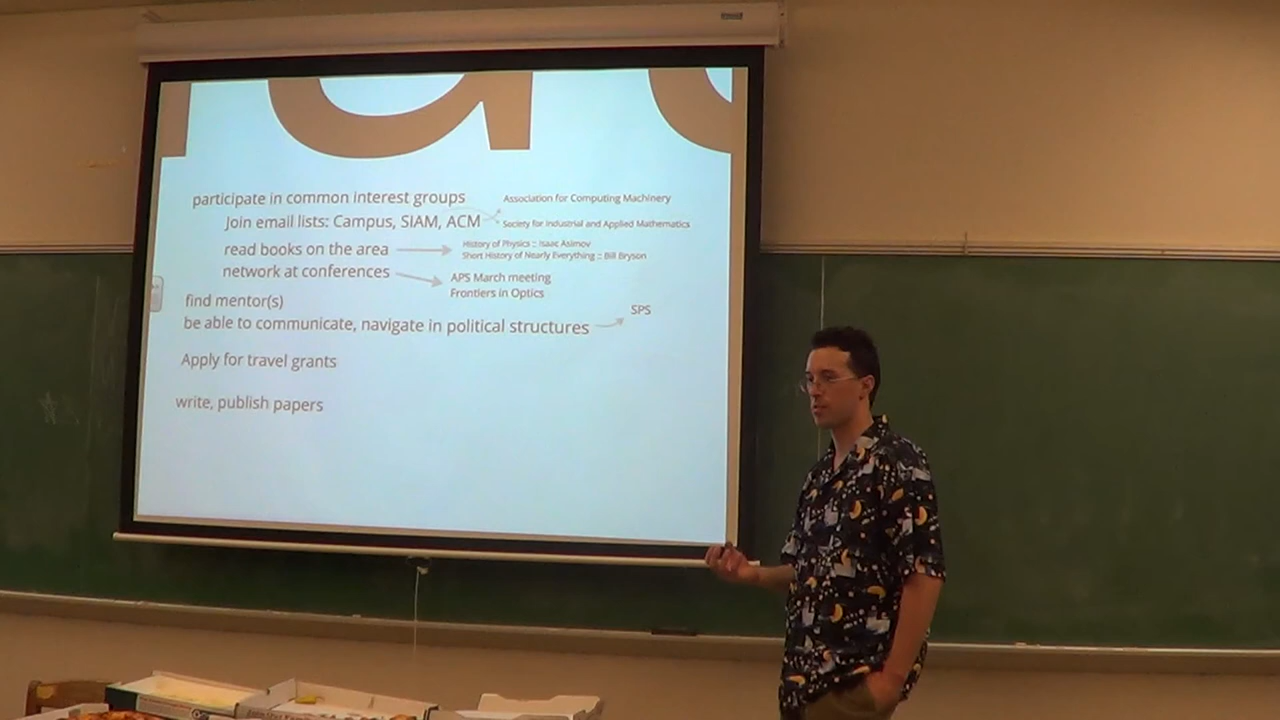 participate in common interest groups
Association for Computing Machinery
Join email lists: Campus, SIAM, ACM
Society for Industrial and Applied Mathematics
read books on the area
History of Physics :: Isaac Asimov
Short History of Nearly Everything :: Bill Bryson
network at conferences
APS March meeting
Frontiers in Optics
find mentor(s)
be able to communicate, navigate in political structures
SPS
Apply for travel grants
write, publish papers